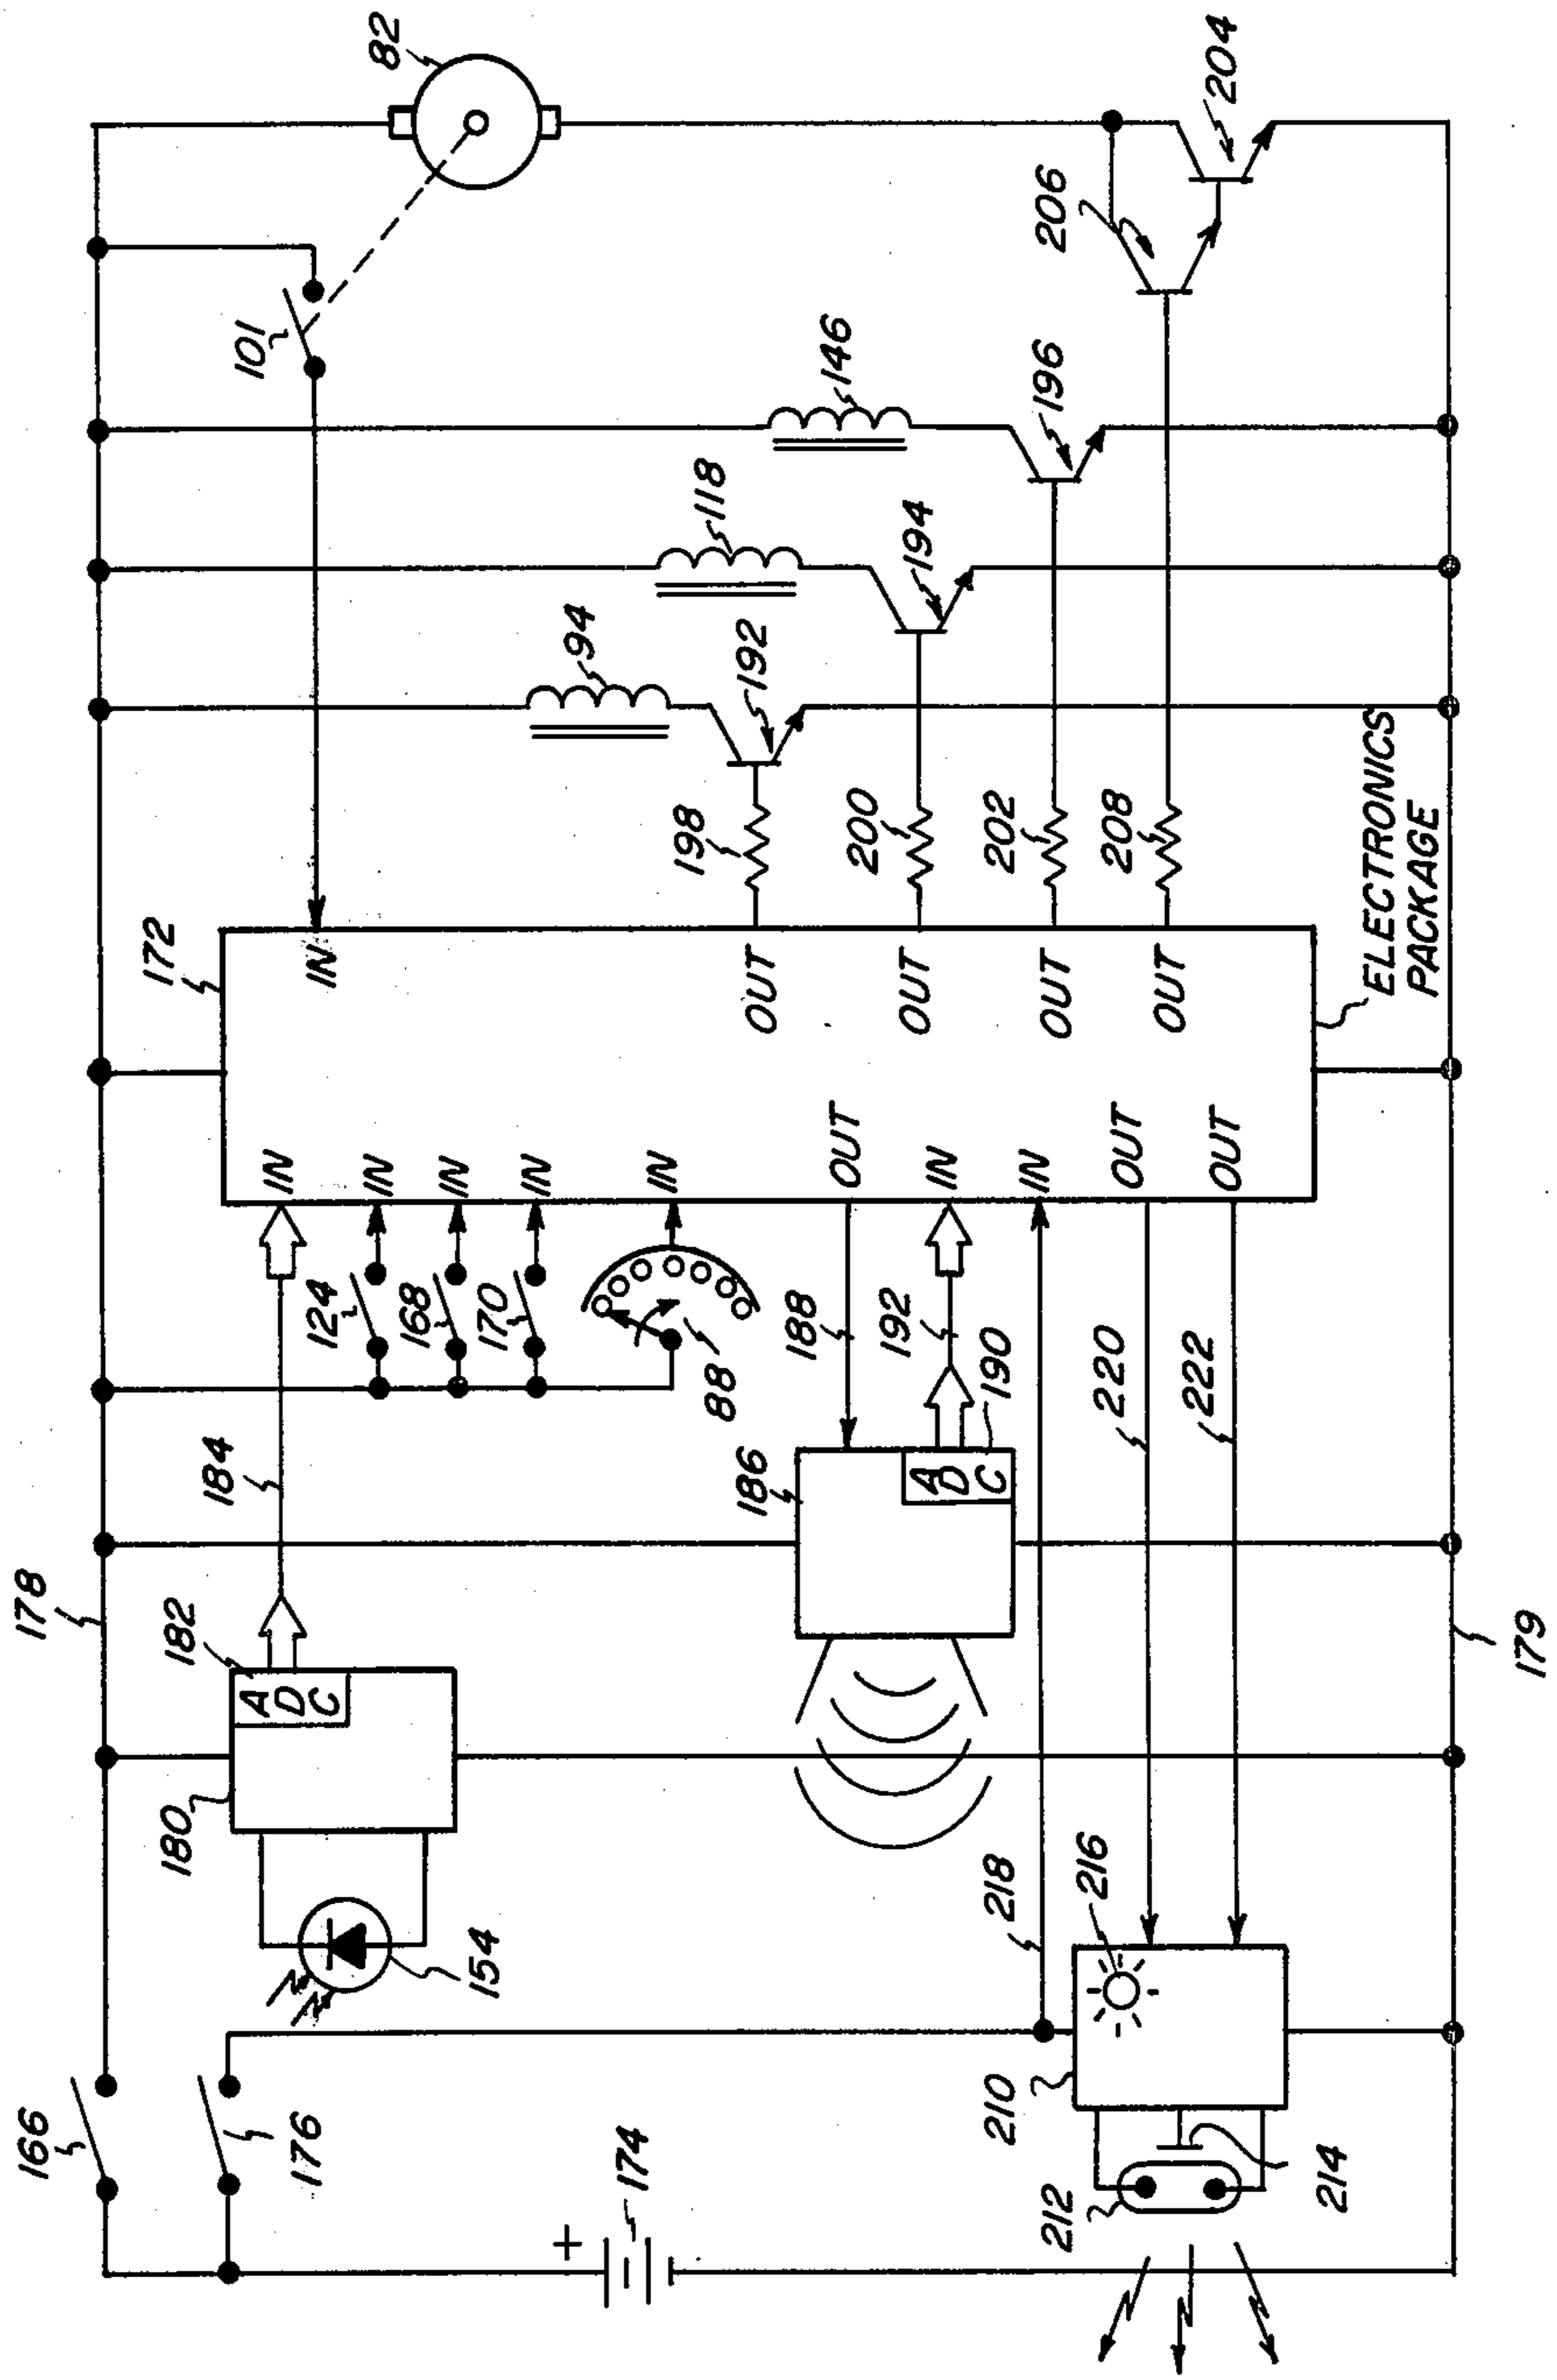 178
166
176
174
+
180
182
A
D
C
154
184
124
168
170
88
172
IN
IN
IN
IN
IN
OUT
IN
IN
OUT
OUT
IN
OUT
OUT
OUT
OUT
186
A
D
C
190
188
192
210
212
214
216
218
220
222
179
ELECTRONICS
PACKAGE
198
200
202
208
94
118
146
192
194
196
101
82
206
204